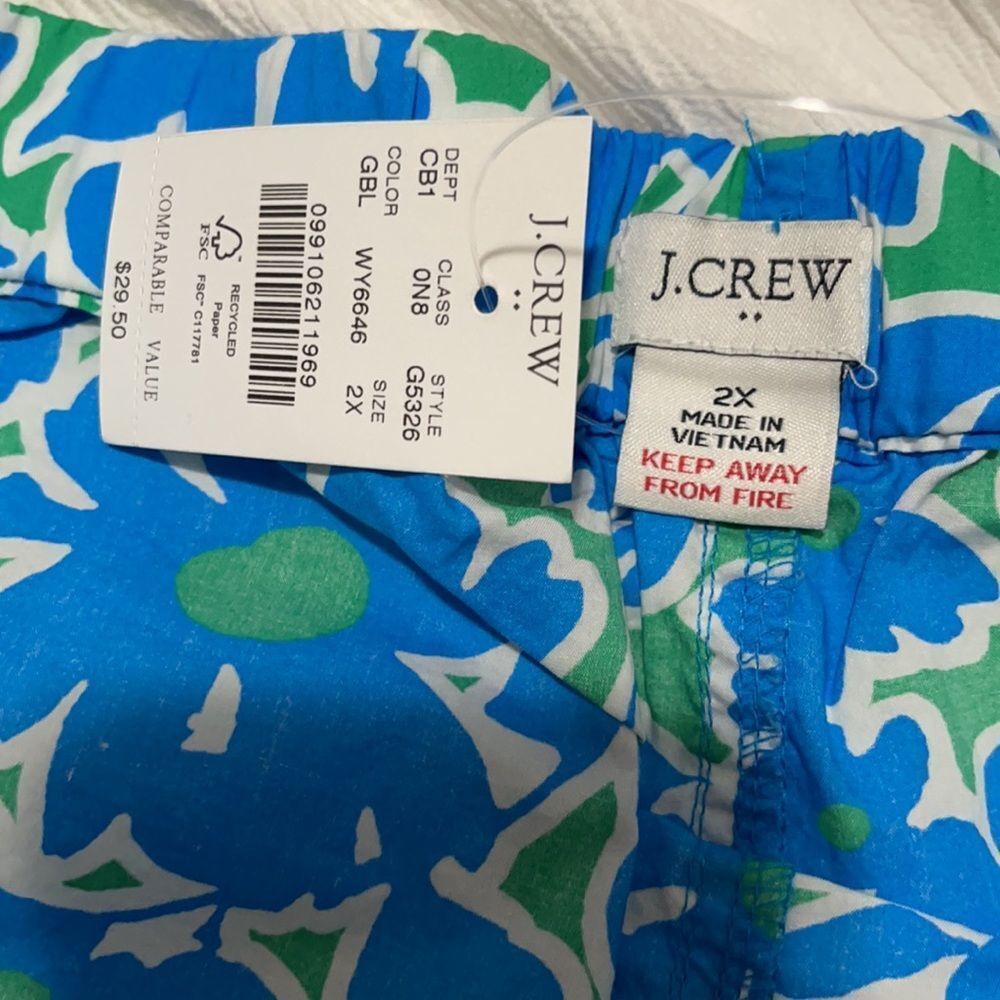 J.CREW
DEPT CLASS STYLE
CB1 0N8 G5326
COLOR SIZE
GBL WY6646 2X
099106211969
FSC
RECYCLED
Paper
FSC™ C117781
COMPARABLE VALUE
$29.50
J.CREW
2X
MADE IN
VIETNAM
KEEP AWAY
FROM FIRE